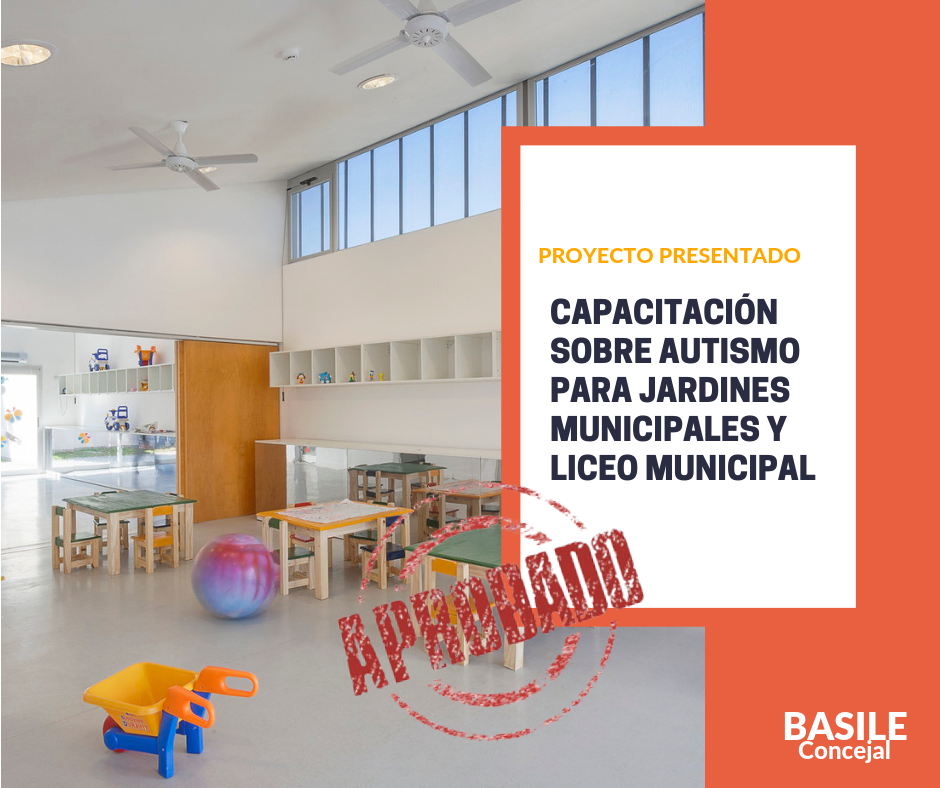 PROYECTO PRESENTADO
CAPACITACIÓN
SOBRE AUTISMO
PARA JARDINES
MUNICIPALES Y
LICEO MUNICIPAL
APROBADO
BASILE
Concejal